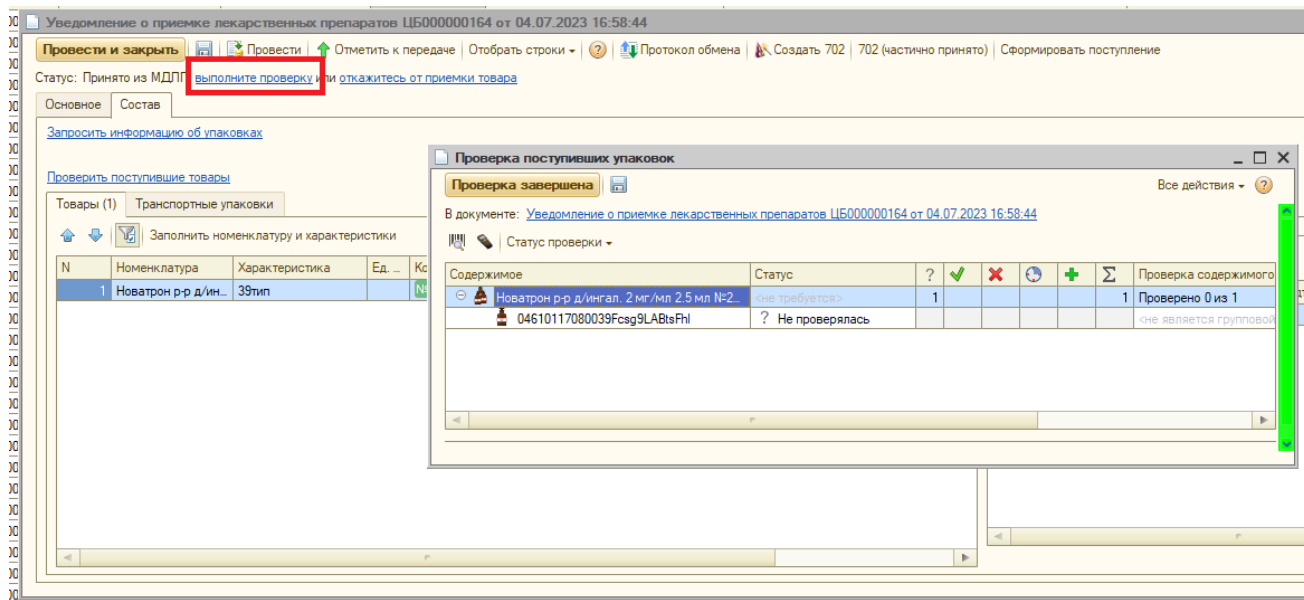 Уведомление о приемке лекарственных препаратов ЦБ000000164 от 04.07.2023 16:58:44
Провести и закрыть Провести Отметить к передаче Отобрать строки Протокол обмена Создать 702 702 (частично принято) Сформировать поступление
Статус: Принято из МДЛП выполните проверку или откажитесь от приемки товара
Основное Состав
Запросить информацию об упаковках
Проверить поступившие товары
Товары (1) Транспортные упаковки
Заполнить номенклатуру и характеристики
N Номенклатура Характеристика Ед. ...
1 Новатрон р-р д/ин... 39тип
Проверка поступивших упаковок
Проверка завершена Все действия
В документе: Уведомление о приемке лекарственных препаратов ЦБ000000164 от 04.07.2023 16:58:44
Статус проверки
Содержимое Статус ? Σ Проверка содержимого
Новатрон р-р д/ингал. 2 мг/мл 2.5 мл №2... <не требуется> 1 1 Проверено 0 из 1
04610117080039Fcsg9LABtsFhI ? Не проверялась <не является групповой